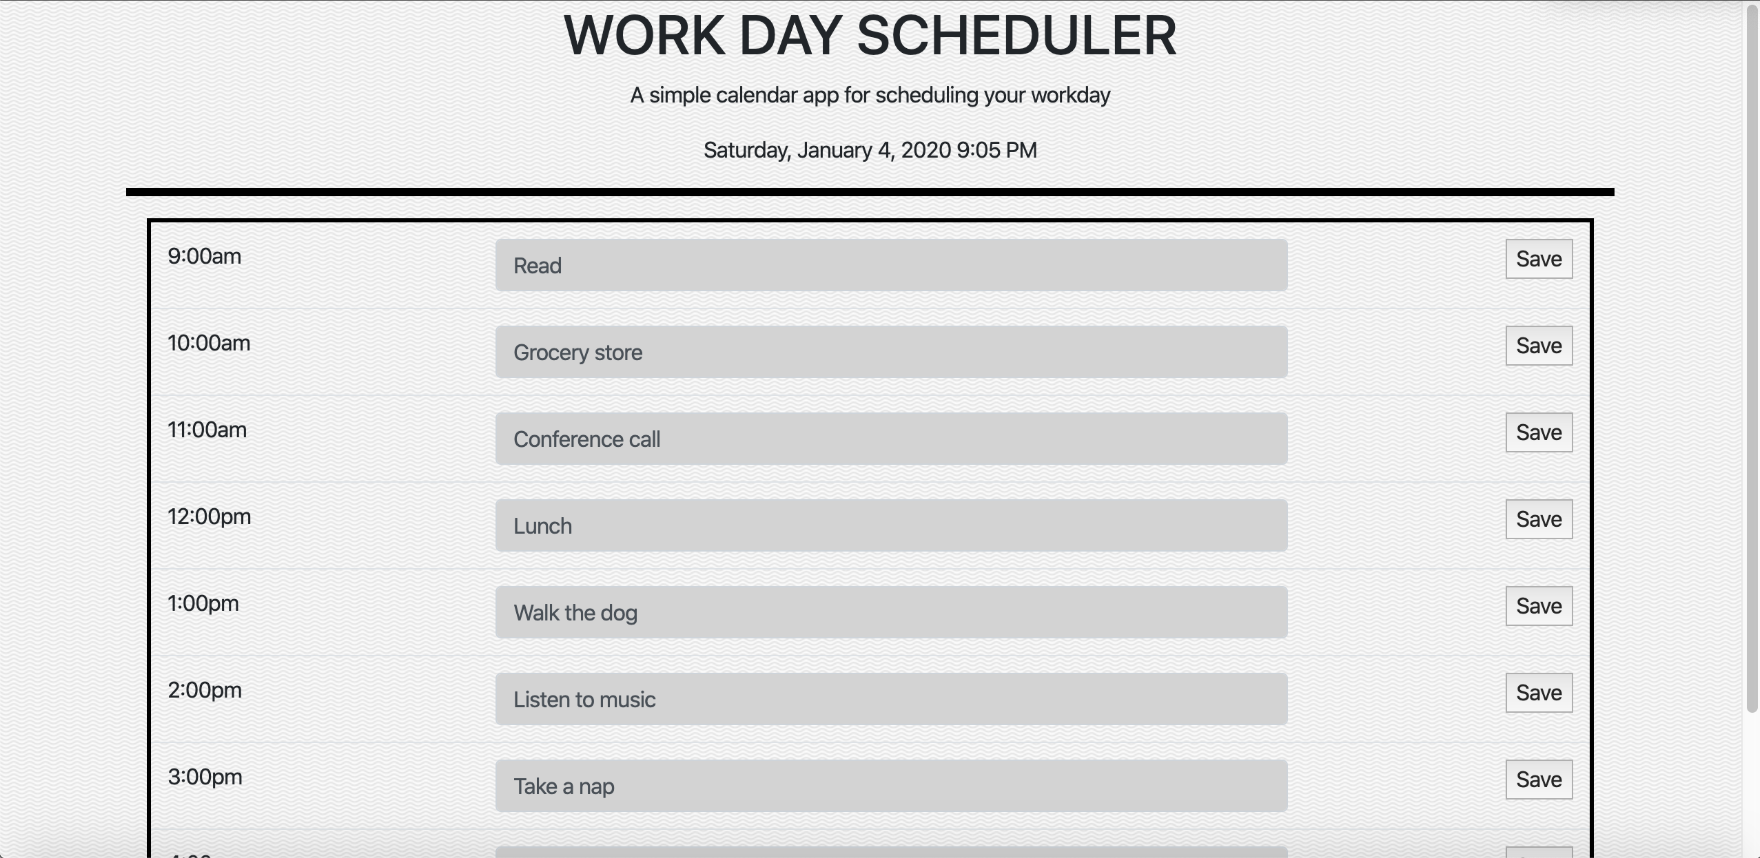 WORK DAY SCHEDULER
A simple calendar app for scheduling your workday
Saturday, January 4, 2020 9:05 PM
9:00am Read Save
10:00am Grocery store Save
11:00am Conference call Save
12:00pm Lunch Save
1:00pm Walk the dog Save
2:00pm Listen to music Save
3:00pm Take a nap Save